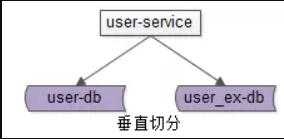 user-service
user-db
user_ex-db
垂直切分